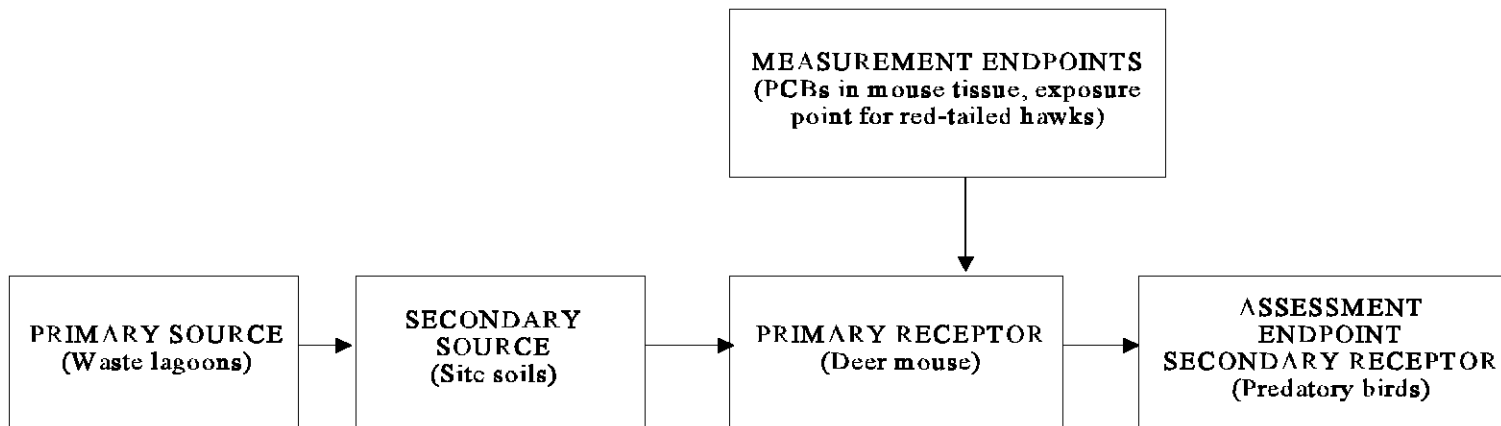 MEASUREMENT ENDPOINTS
(PCBs in mouse tissue, exposure
point for red-tailed hawks)
PRIMARY SOURCE
(Waste lagoons)
SECONDARY
SOURCE
(Site soils)
PRIMARY RECEPTOR
(Deer mouse)
ASSESSMENT
ENDPOINT
SECONDARY RECEPTOR
(Predatory birds)